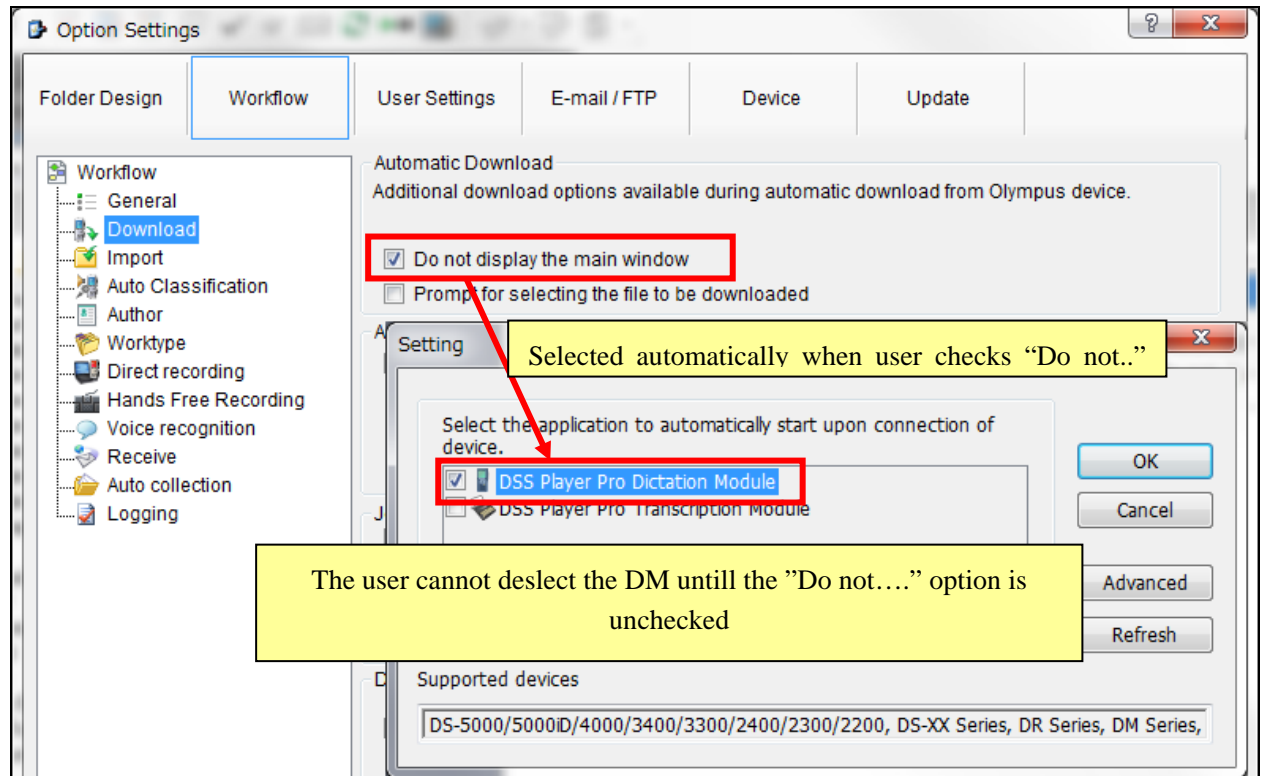 Option Settings
Folder Design
Workflow
User Settings
E-mail / FTP
Device
Update
Workflow
General
Download
Import
Auto Classification
Author
Worktype
Direct recording
Hands Free Recording
Voice recognition
Receive
Auto collection
Logging
Automatic Download
Additional download options available during automatic download from Olympus device.
Do not display the main window
Prompt for selecting the file to be downloaded
A
Setting
Selected automatically when user checks “Do not..”
Select the application to automatically start upon connection of
device.
DSS Player Pro Dictation Module
DSS Player Pro Transcription Module
OK
Cancel
J
The user cannot deslect the DM untill the ”Do not….” option is
unchecked
Advanced
Refresh
D
Supported devices
DS-5000/5000iD/4000/3400/3300/2400/2300/2200, DS-XX Series, DR Series, DM Series,